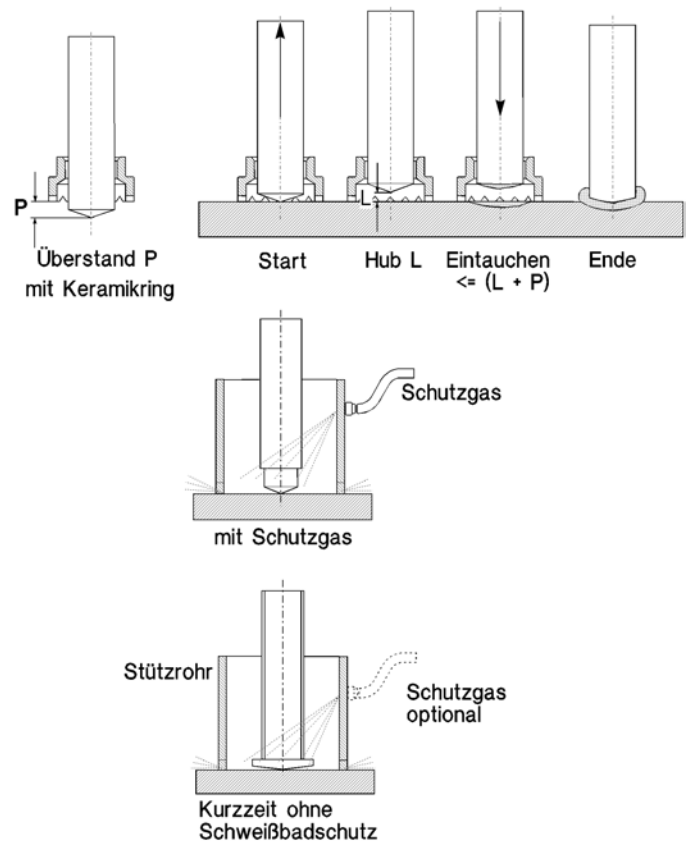 P
L
Überstand P
mit Keramikring
Start
Hub L
Eintauchen
<= (L + P)
Ende
Schutzgas
mit Schutzgas
Stützrohr
Schutzgas
optional
Kurzzeit ohne
Schweißbadschutz